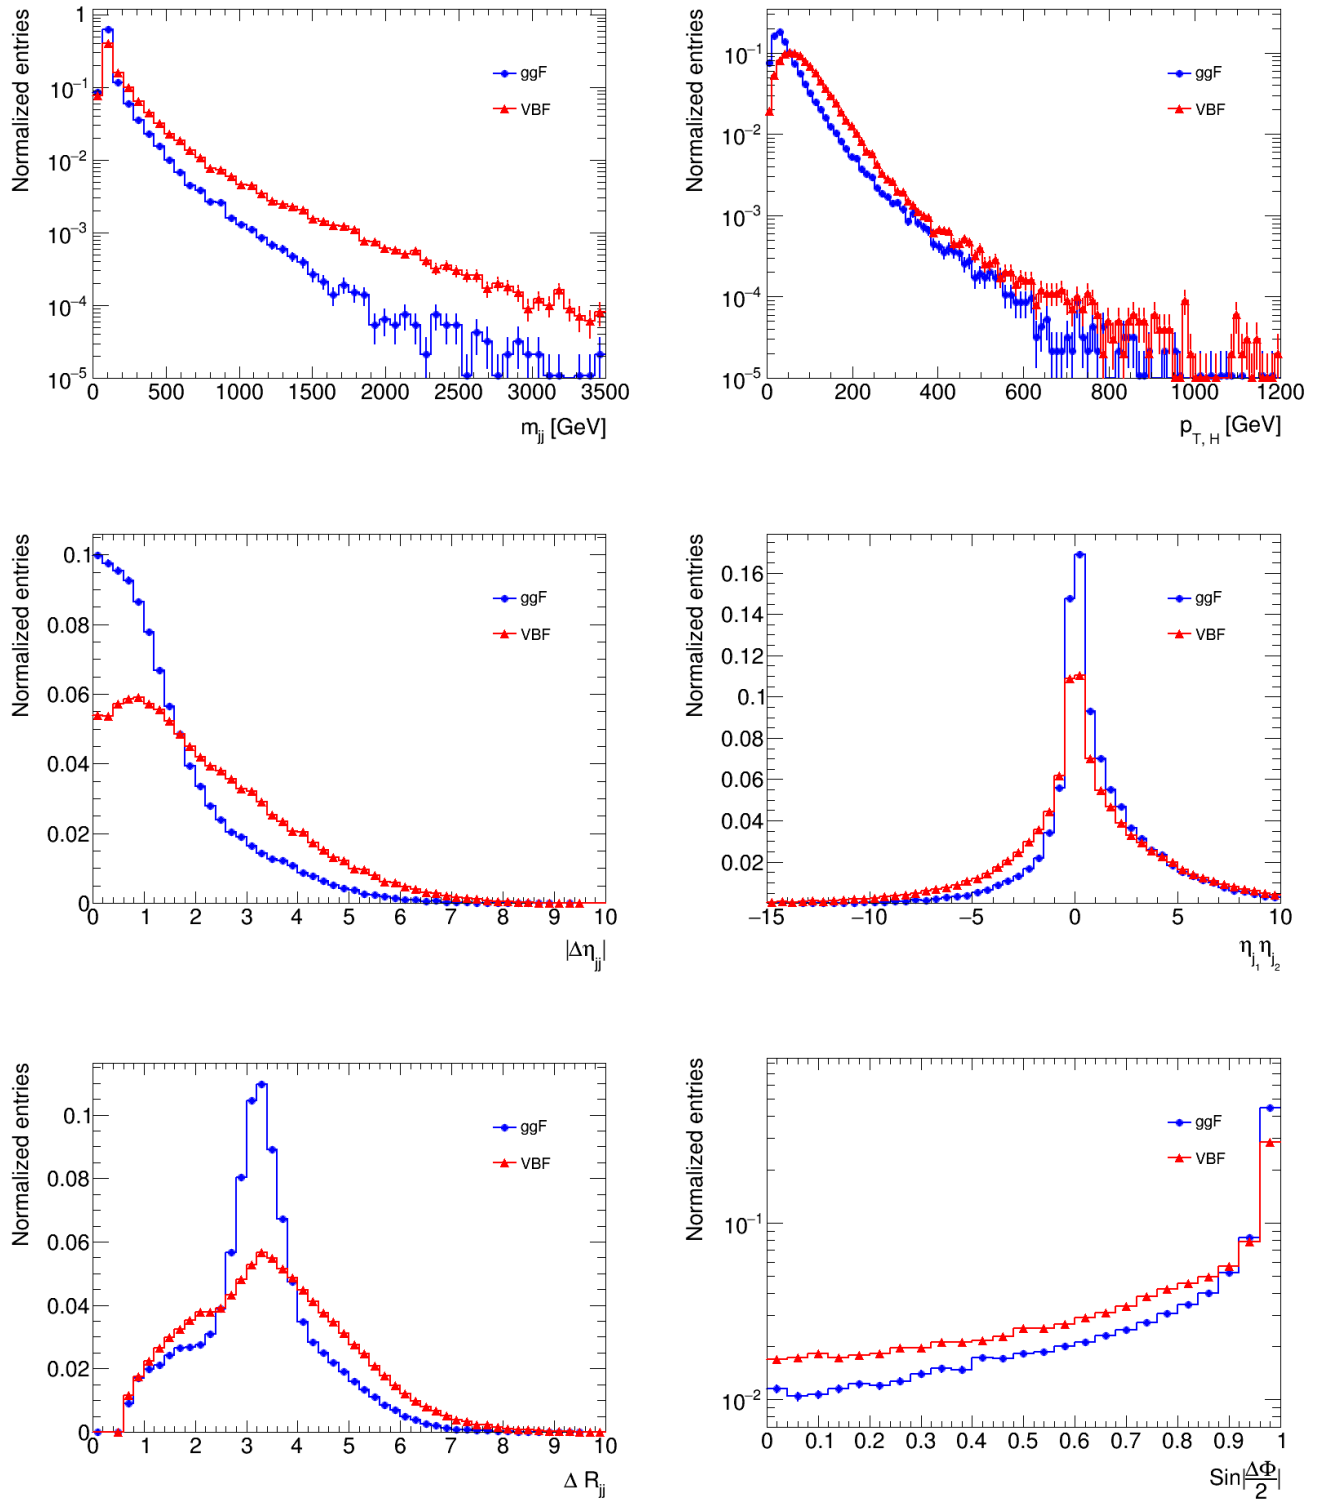 Normalized entries
1
10⁻¹
10⁻²
10⁻³
10⁻⁴
10⁻⁵
ggF
VBF
0 500 1000 1500 2000 2500 3000 3500
m_jj [GeV]
Normalized entries
10⁻¹
10⁻²
10⁻³
10⁻⁴
10⁻⁵
ggF
VBF
0 200 400 600 800 1000 1200
p_T, H [GeV]
Normalized entries
0.1
0.08
0.06
0.04
0.02
0
ggF
VBF
0 1 2 3 4 5 6 7 8 9 10
|Δη_jj|
Normalized entries
0.16
0.14
0.12
0.1
0.08
0.06
0.04
0.02
ggF
VBF
−15 −10 −5 0 5 10
η_j₁ η_j₂
Normalized entries
0.1
0.08
0.06
0.04
0.02
0
ggF
VBF
0 1 2 3 4 5 6 7 8 9 10
Δ R_jj
Normalized entries
10⁻¹
10⁻²
ggF
VBF
0 0.1 0.2 0.3 0.4 0.5 0.6 0.7 0.8 0.9 1
Sin|ΔΦ/2|